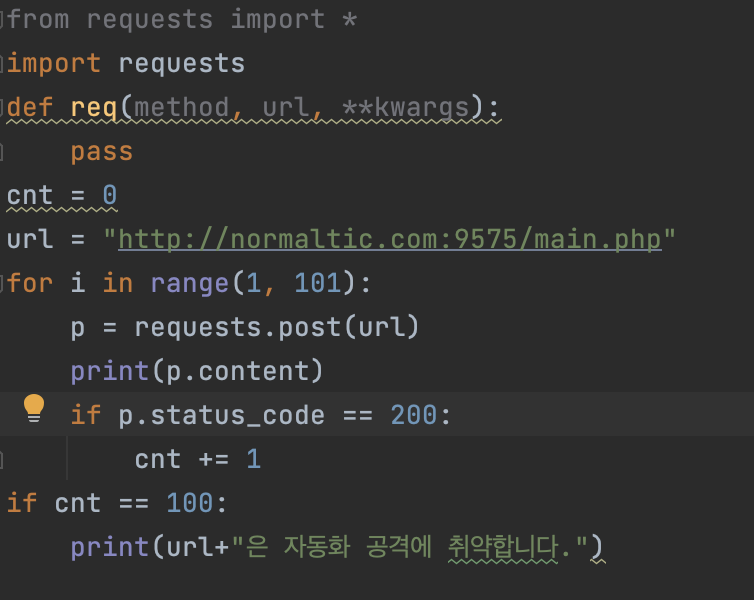 from requests import *
import requests
def req(method, url, **kwargs):
    pass
cnt = 0
url = "http://normaltic.com:9575/main.php"
for i in range(1, 101):
    p = requests.post(url)
    print(p.content)
    if p.status_code == 200:
        cnt += 1
if cnt == 100:
    print(url+"은 자동화 공격에 취약합니다.")